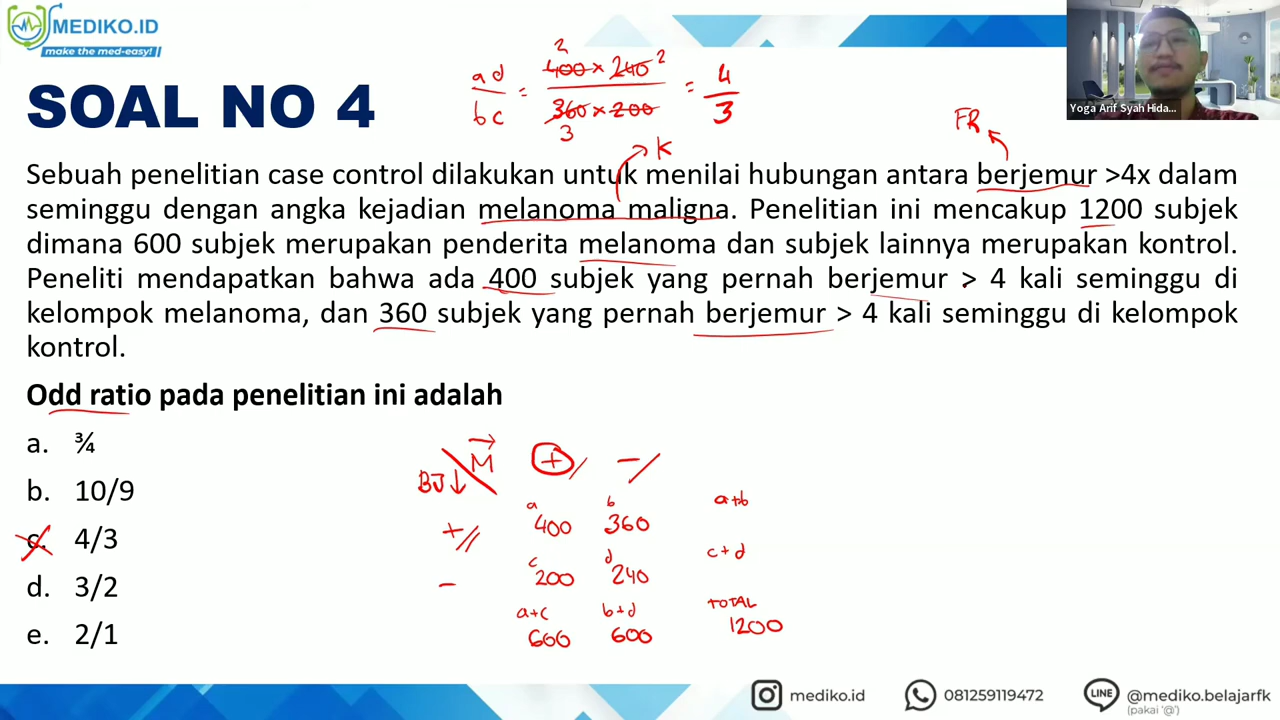 MEDIKO.ID
make the med-easy!
Yoga Arif Syah Hida...
SOAL NO 4
ad/bc = 400 × 240 / 360 × 200 = 4/3
2 2
3
K
FR
Sebuah penelitian case control dilakukan untuk menilai hubungan antara berjemur >4x dalam
seminggu dengan angka kejadian melanoma maligna. Penelitian ini mencakup 1200 subjek
dimana 600 subjek merupakan penderita melanoma dan subjek lainnya merupakan kontrol.
Peneliti mendapatkan bahwa ada 400 subjek yang pernah berjemur > 4 kali seminggu di
kelompok melanoma, dan 360 subjek yang pernah berjemur > 4 kali seminggu di kelompok
kontrol.
Odd ratio pada penelitian ini adalah
a. ¾
b. 10/9
c. 4/3
d. 3/2
e. 2/1
M + -
BJ
a b a+b
+ 400 360
c d c+d
- 200 240
a+c b+d TOTAL
600 600 1200
mediko.id
081259119472
LINE
@mediko.belajarfk
(pakai '@')